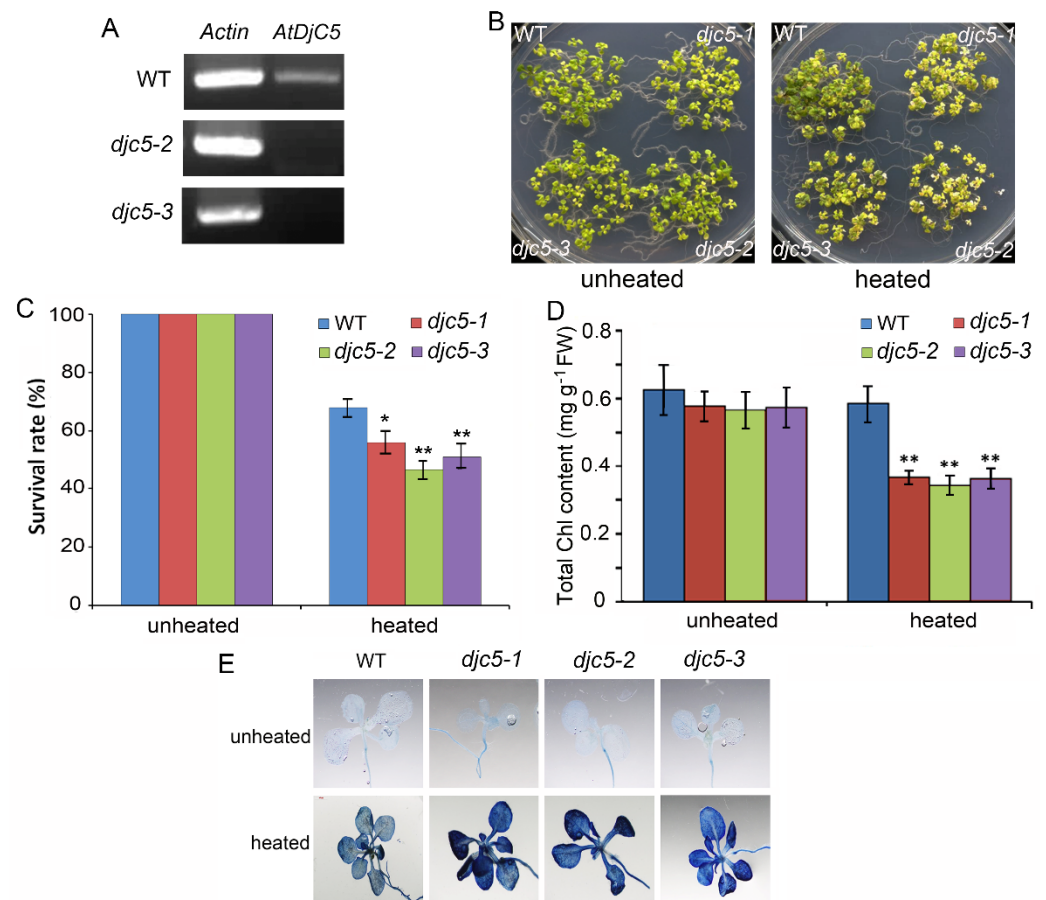 A
Actin AtDjC5
WT
djc5-2
djc5-3
B
WT djc5-1
djc5-3 djc5-2
unheated
WT djc5-1
djc5-3 djc5-2
heated
C
WT djc5-1
djc5-2 djc5-3
Survival rate (%)
100
80
60
40
20
0
* ** **
unheated heated
D
WT djc5-1
djc5-2 djc5-3
Total Chl content (mg g⁻¹ FW)
0.8
0.6
0.4
0.2
0
** ** **
unheated heated
E
WT djc5-1 djc5-2 djc5-3
unheated
heated